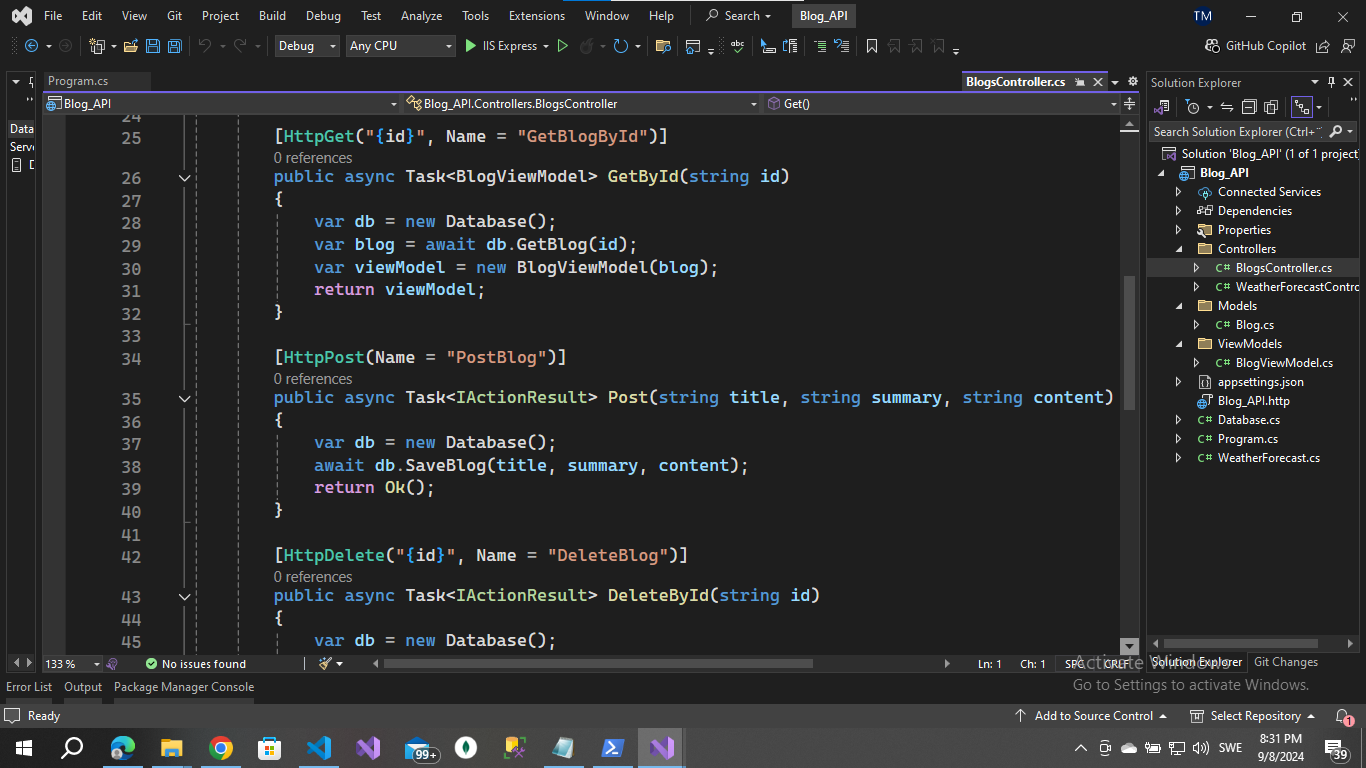 File Edit View Git Project Build Debug Test Analyze Tools Extensions Window Help Search Blog_API TM
Debug Any CPU IIS Express GitHub Copilot
Program.cs BlogsController.cs
Blog_API Blog_API.Controllers.BlogsController Get()
24
25 [HttpGet("{id}", Name = "GetBlogById")]
0 references
26 public async Task<BlogViewModel> GetById(string id)
27 {
28 var db = new Database();
29 var blog = await db.GetBlog(id);
30 var viewModel = new BlogViewModel(blog);
31 return viewModel;
32 }
33
34 [HttpPost(Name = "PostBlog")]
0 references
35 public async Task<IActionResult> Post(string title, string summary, string content)
36 {
37 var db = new Database();
38 await db.SaveBlog(title, summary, content);
39 return Ok();
40 }
41
42 [HttpDelete("{id}", Name = "DeleteBlog")]
0 references
43 public async Task<IActionResult> DeleteById(string id)
44 {
45 var db = new Database();
133 % No issues found Ln: 1 Ch: 1 SPC CRLF
Data
Serv
D
Solution Explorer
Search Solution Explorer (Ctrl+
Solution 'Blog_API' (1 of 1 project
Blog_API
Connected Services
Dependencies
Properties
Controllers
C# BlogsController.cs
C# WeatherForecastContro
Models
C# Blog.cs
ViewModels
C# BlogViewModel.cs
appsettings.json
Blog_API.http
C# Database.cs
C# Program.cs
C# WeatherForecast.cs
Solution Explorer Git Changes
Activate Windows
Go to Settings to activate Windows.
Error List Output Package Manager Console
Ready Add to Source Control Select Repository 1
99+ SWE 8:31 PM
9/8/2024 39